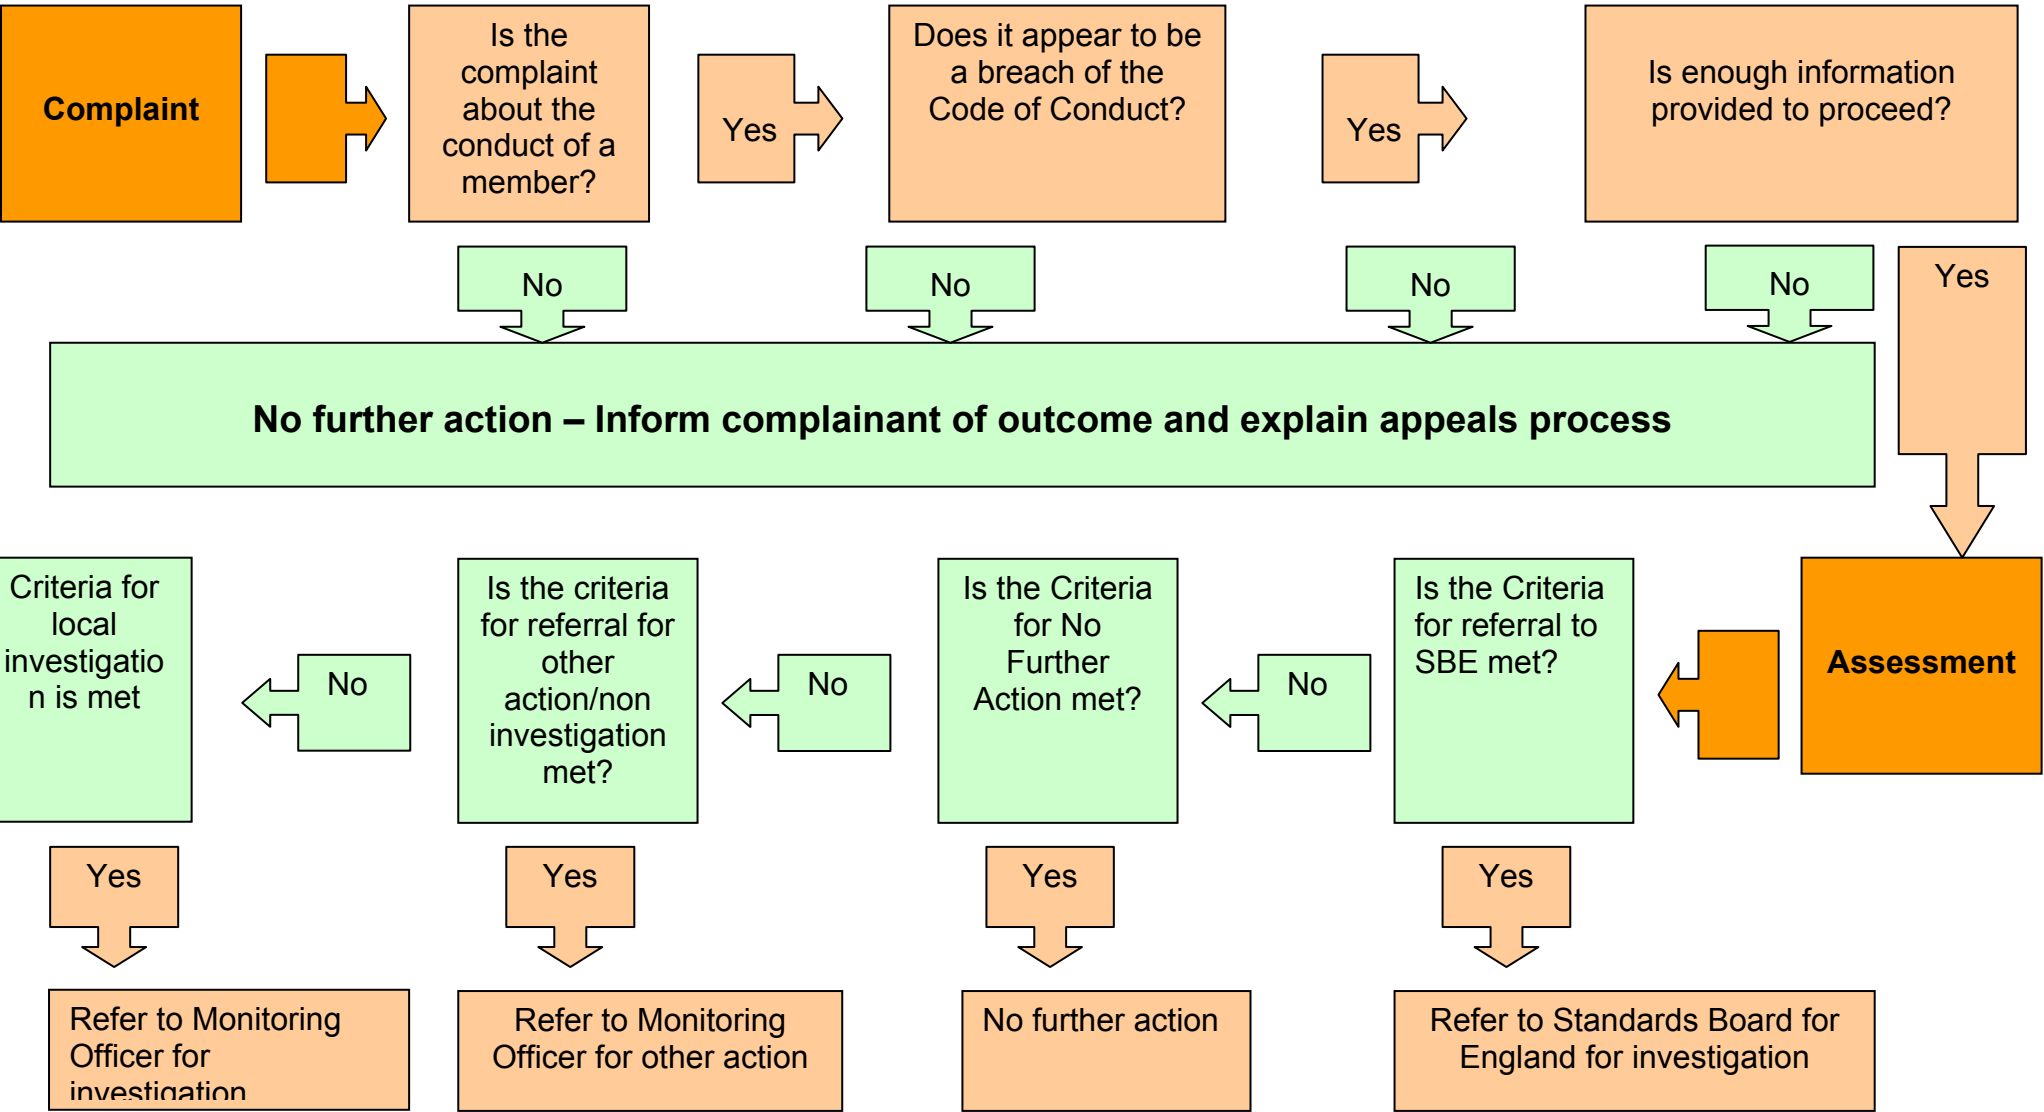 Complaint
Is the
complaint
about the
conduct of a
member?
Yes
Does it appear to be
a breach of the
Code of Conduct?
Yes
Is enough information
provided to proceed?
No
No
No
No
Yes
No further action – Inform complainant of outcome and explain appeals process
Criteria for
local
investigatio
n is met
No
Is the criteria
for referral for
other
action/non
investigation
met?
No
Is the Criteria
for No
Further
Action met?
No
Is the Criteria
for referral to
SBE met?
Assessment
Yes
Yes
Yes
Yes
Refer to Monitoring
Officer for
investigation
Refer to Monitoring
Officer for other action
No further action
Refer to Standards Board for
England for investigation